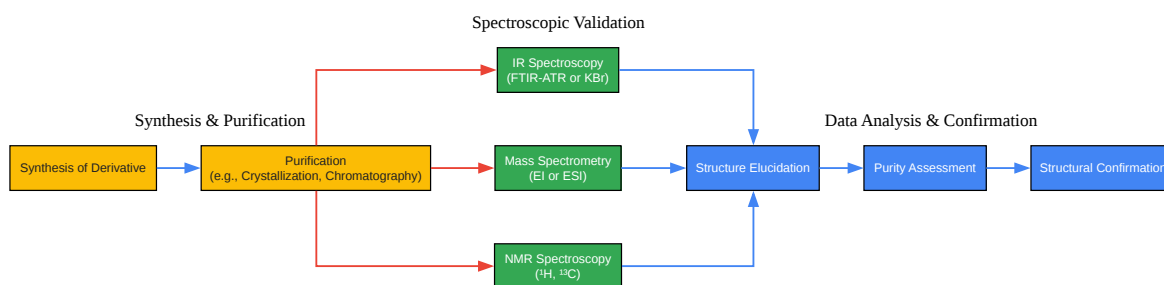 Spectroscopic Validation
IR Spectroscopy
(FTIR-ATR or KBr)
Synthesis & Purification
Data Analysis & Confirmation
Synthesis of Derivative
Purification
(e.g., Crystallization, Chromatography)
Mass Spectrometry
(EI or ESI)
Structure Elucidation
Purity Assessment
Structural Confirmation
NMR Spectroscopy
(¹H, ¹³C)